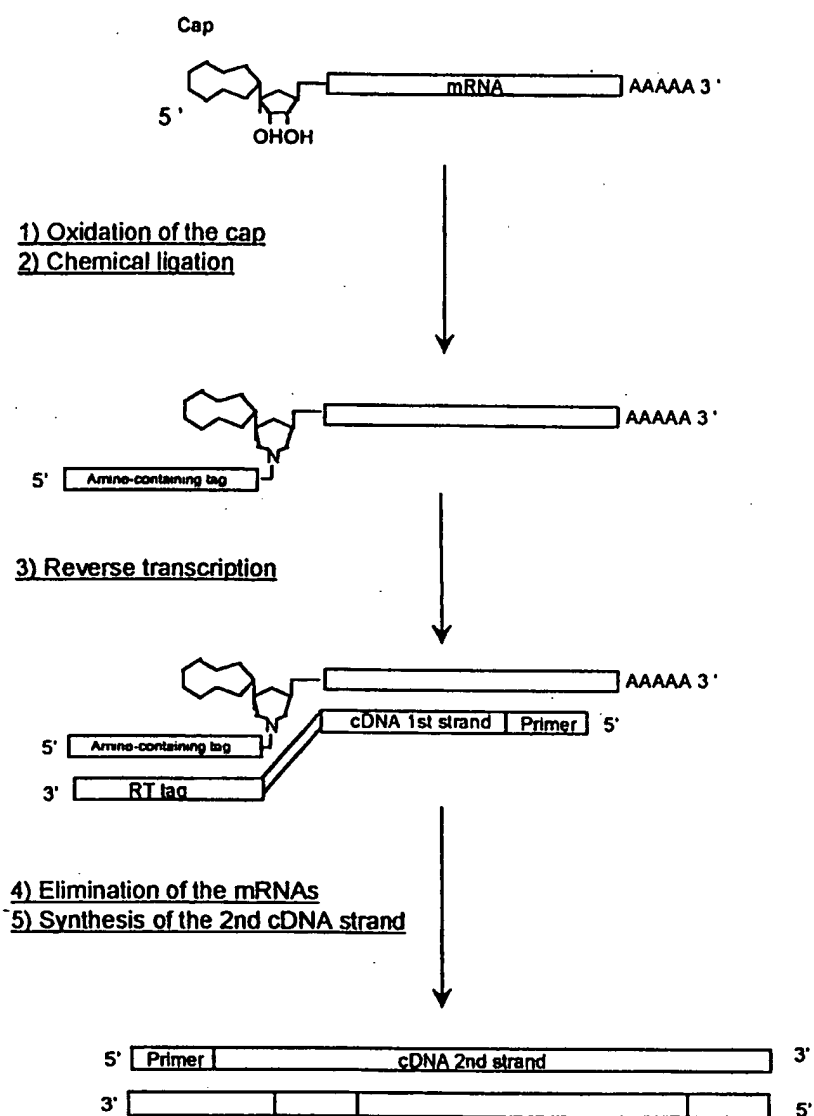 Cap
mRNA AAAAA 3 '
5 '
OHOH
1) Oxidation of the cap
2) Chemical ligation
AAAAA 3 '
N
5' Amino-containing tag
3) Reverse transcription
AAAAA 3 '
cDNA 1st strand Primer 5'
N
5' Amino-containing tag
3' RT tag
4) Elimination of the mRNAs
5) Synthesis of the 2nd cDNA strand
5' Primer cDNA 2nd strand 3'
3' 5'